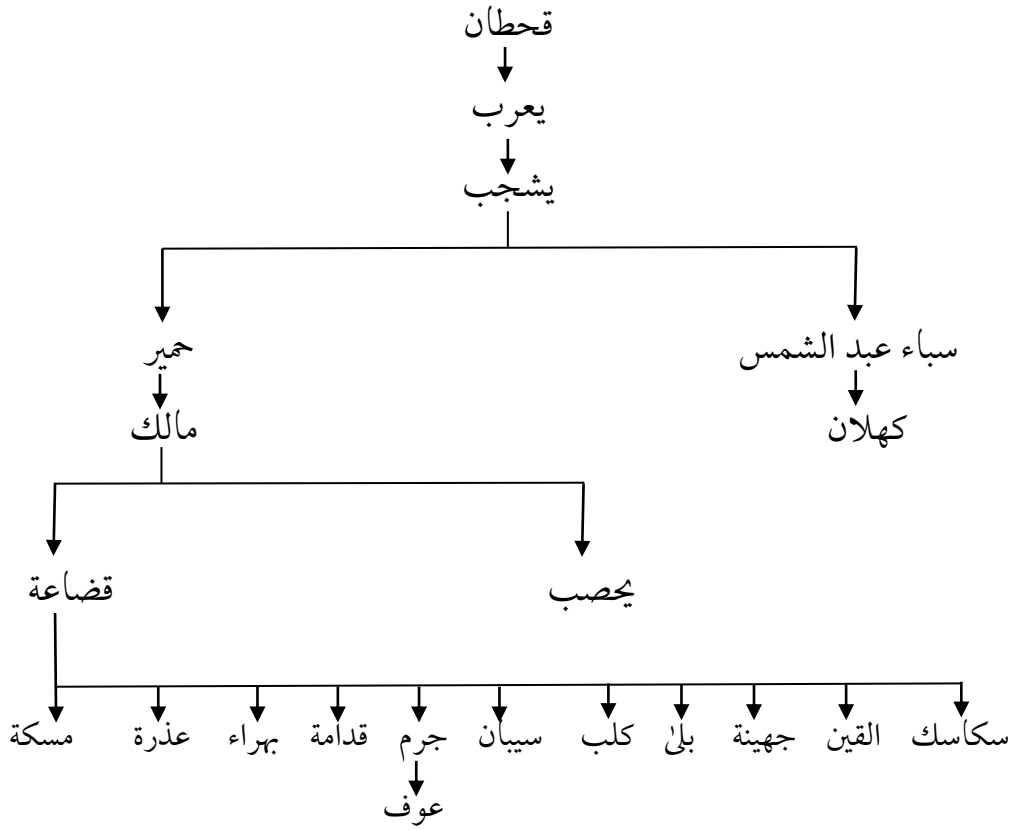 قحطان
يعرب
يشجب
سباء عبد الشمس
حمير
كهلان
مالك
يحصب
قضاعة
سكاسك
القين
جهينة
بلىٰ
كلب
سيبان
جرم
قدامة
بہراء
عذرة
مسكة
عوف